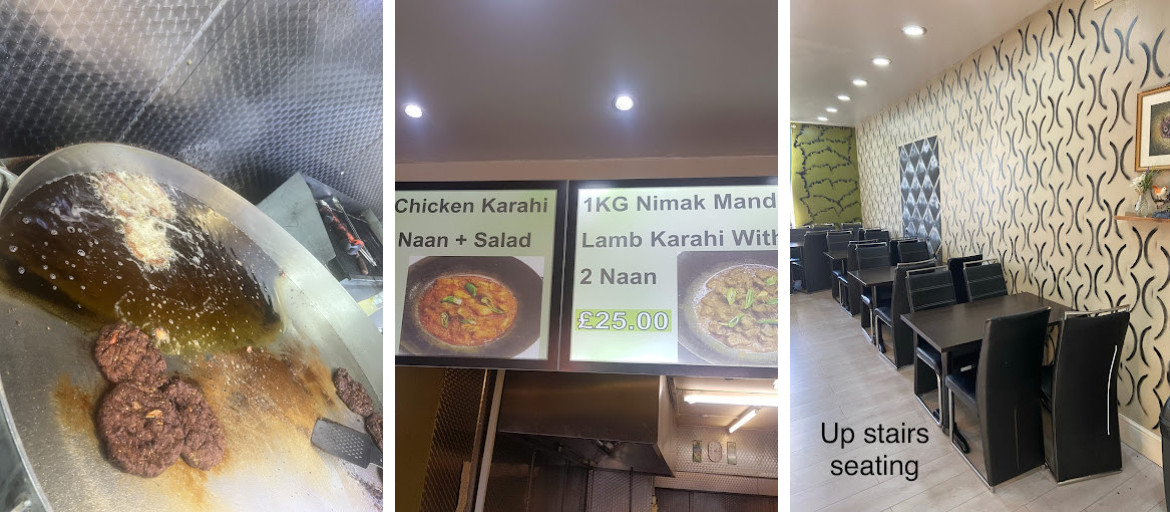 Chicken Karahi
Naan + Salad
1KG Nimak Mand
Lamb Karahi With
2 Naan
£25.00
Up stairs
seating